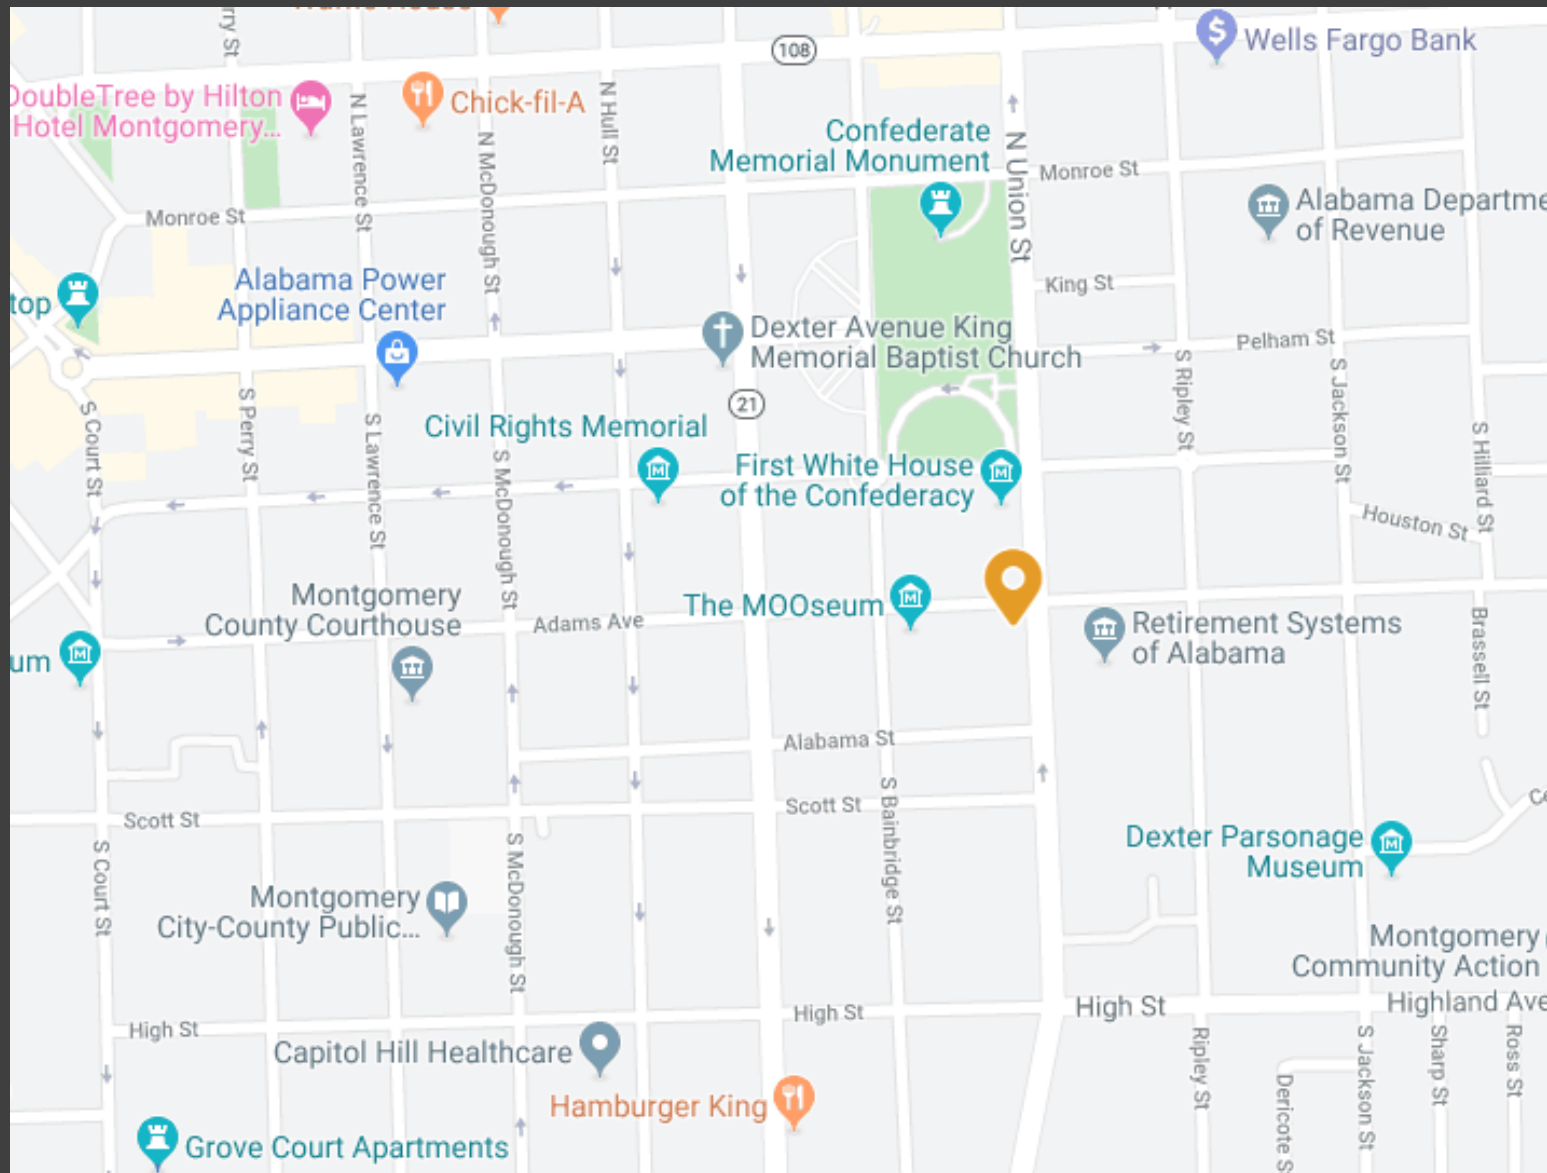 108
Wells Fargo Bank
DoubleTree by Hilton
Hotel Montgomery...
Chick-fil-A
N Lawrence St
N McDonough St
N Hull St
Confederate
Memorial Monument
N Union St
Monroe St
Monroe St
Alabama Departme
of Revenue
King St
top
Alabama Power
Appliance Center
Dexter Avenue King
Memorial Baptist Church
Pelham St
21
S Court St
S Perry St
S Lawrence St
S McDonough St
Civil Rights Memorial
First White House
of the Confederacy
S Ripley St
S Jackson St
S Hilliard St
Houston St
Montgomery
County Courthouse
Adams Ave
The MOOseum
Retirement Systems
of Alabama
Brassell St
um
Alabama St
Scott St
Scott St
S Bainbridge St
S Court St
S McDonough St
Dexter Parsonage
Museum
Ce
Montgomery
City-County Public...
Montgomery
Community Action
High St
High St
High St
Highland Ave
Capitol Hill Healthcare
Hamburger King
Ripley St
Dericote S
S Jackson St
Sharp St
Ross St
Grove Court Apartments